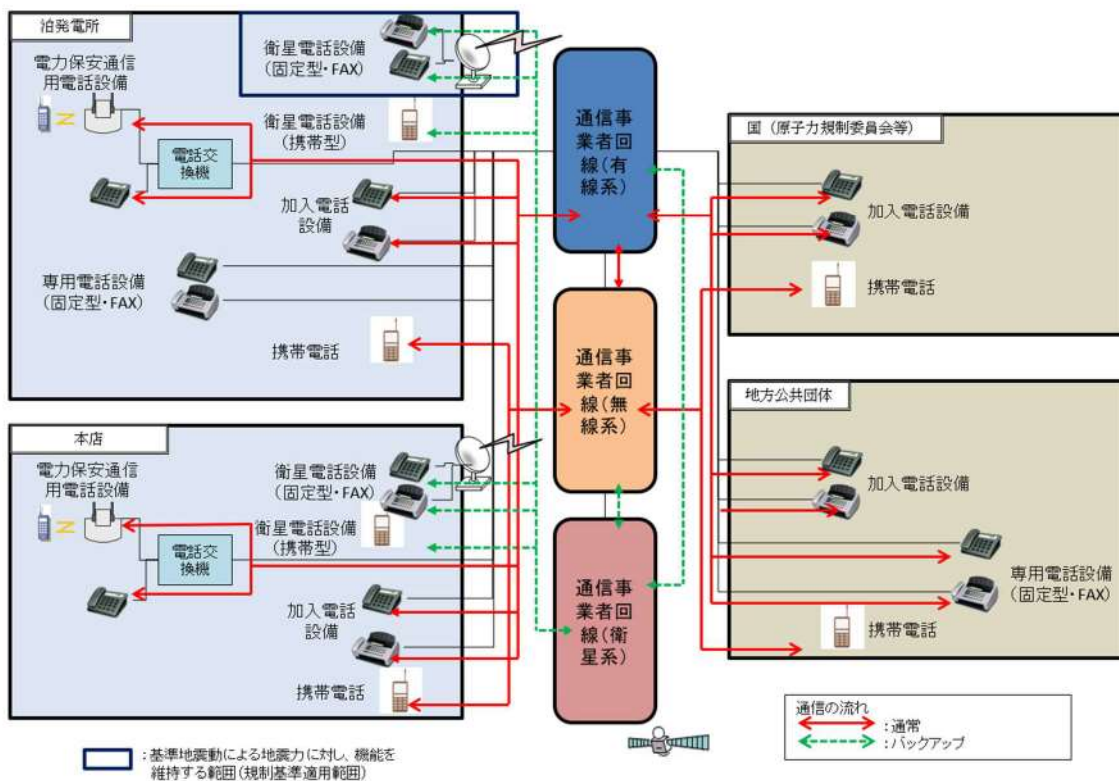 泊発電所
電力保安通信
用電話設備
電話交
換機
衛星電話設備
(固定型・FAX)
衛星電話設備
(携帯型)
加入電話
設備
専用電話設備
(固定型・FAX)
携帯電話
本店
電力保安通信
用電話設備
電話交
換機
衛星電話設備
(固定型・FAX)
衛星電話設備
(携帯型)
加入電話
設備
携帯電話
通信事
業者回
線(有
線系)
通信事
業者回
線(無
線系)
通信事
業者回
線(衛
星系)
国(原子力規制委員会等)
加入電話設備
携帯電話
地方公共団体
加入電話設備
専用電話設備
(固定型・FAX)
携帯電話
通信の流れ
:通常
:バックアップ
:基準地震動による地震力に対し、機能を
維持する範囲(規制基準適用範囲)